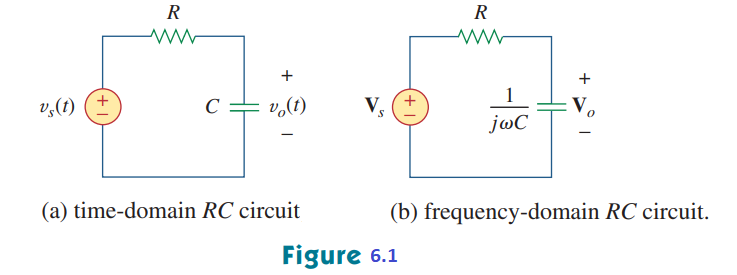 R
+
v_s(t)
+
−
C
v_o(t)
−
(a) time-domain RC circuit
R
+
V_s
+
−
1
jωC
V_o
−
(b) frequency-domain RC circuit.
Figure 6.1